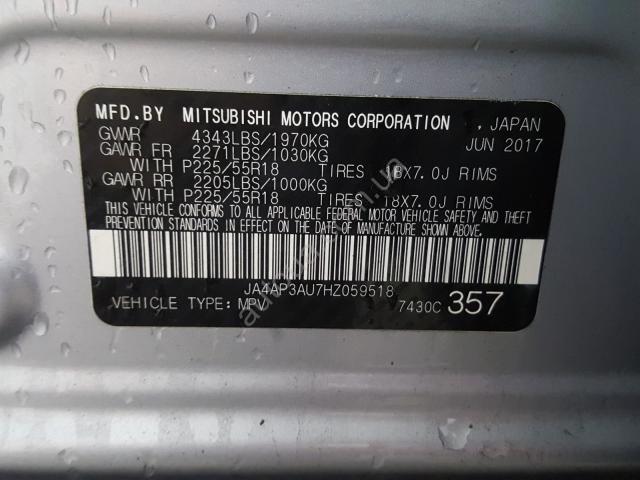 MFD.BY MITSUBISHI MOTORS CORPORATION , JAPAN
GVWR 4343LBS/1970KG JUN 2017
GAWR FR 2271LBS/1030KG
WITH P225/55R18 TIRES 18X7.0J RIMS
GAWR RR 2205LBS/1000KG
WITH P225/55R18 TIRES 18X7.0J RIMS
THIS VEHICLE CONFORMS TO ALL APPLICABLE FEDERAL MOTOR VEHICLE SAFETY AND THEFT
PREVENTION STANDARDS IN EFFECT ON THE DATE OF MANUFACTURE SHOWN ABOVE.
JA4AP3AU7HZ059518
VEHICLE TYPE: MPV 7430C 357